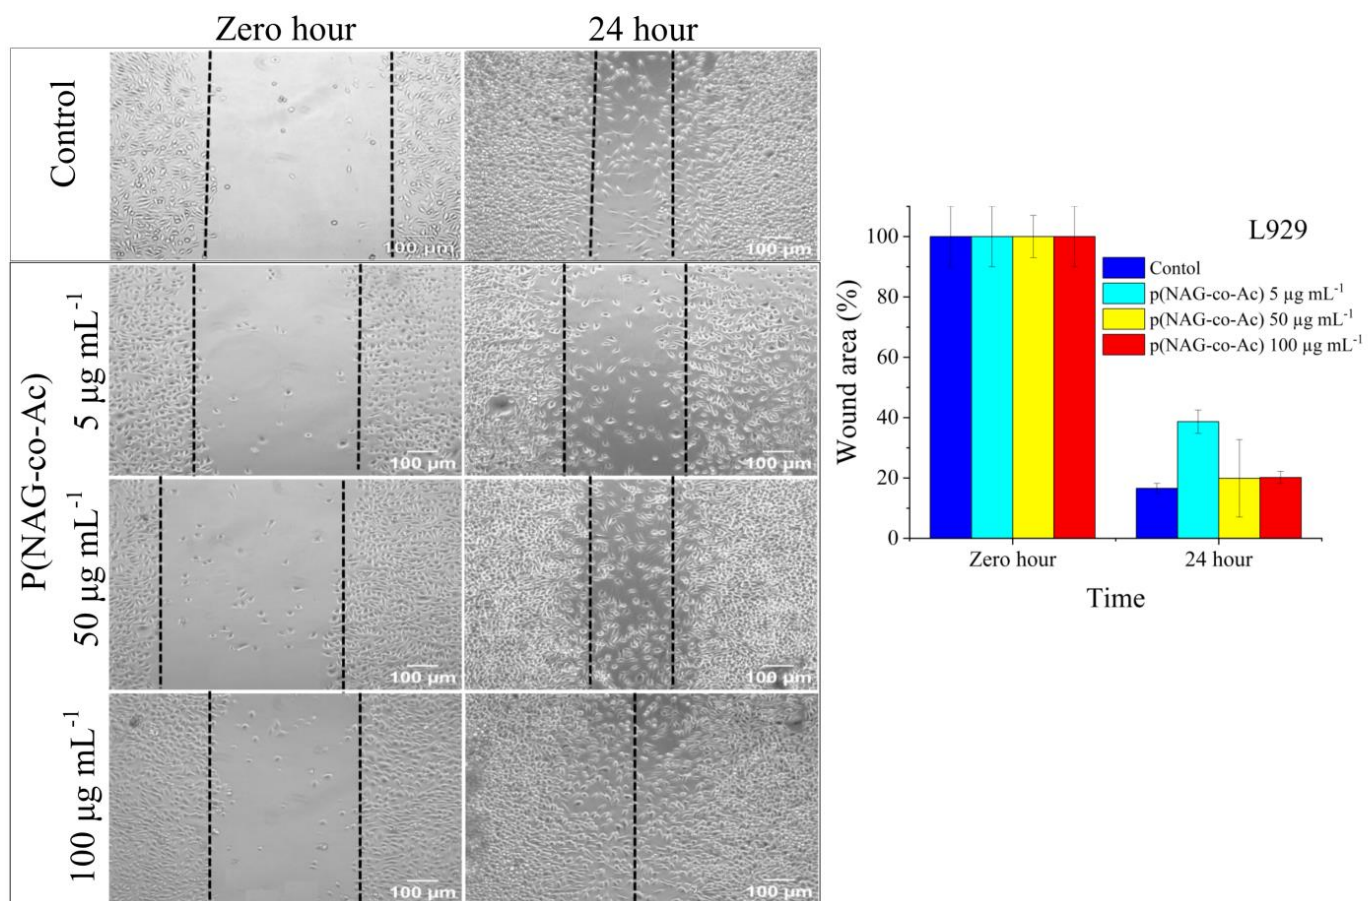 Zero hour
24 hour
Control
100 µm
100 µm
P(NAG-co-Ac)
5 µg mL⁻¹
100 µm
100 µm
50 µg mL⁻¹
100 µm
100 µm
100 µg mL⁻¹
100 µm
100 µm
L929
Contol
p(NAG-co-Ac) 5 µg mL⁻¹
p(NAG-co-Ac) 50 µg mL⁻¹
p(NAG-co-Ac) 100 µg mL⁻¹
Wound area (%)
100
80
60
40
20
0
Zero hour
24 hour
Time